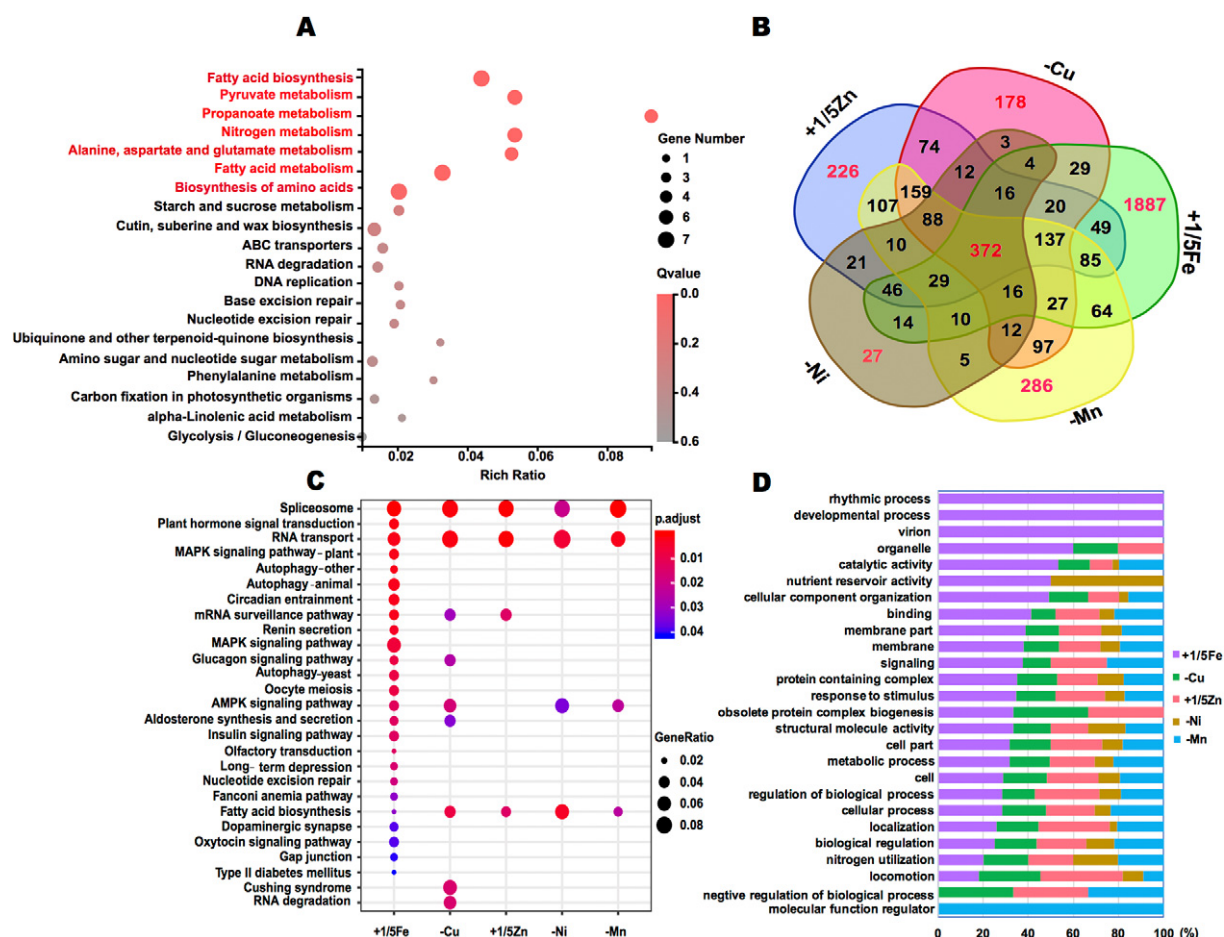 A
Fatty acid biosynthesis
Pyruvate metabolism
Propanoate metabolism
Nitrogen metabolism
Alanine, aspartate and glutamate metabolism
Fatty acid metabolism
Biosynthesis of amino acids
Starch and sucrose metabolism
Cutin, suberine and wax biosynthesis
ABC transporters
RNA degradation
DNA replication
Base excision repair
Nucleotide excision repair
Ubiquinone and other terpenoid-quinone biosynthesis
Amino sugar and nucleotide sugar metabolism
Phenylalanine metabolism
Carbon fixation in photosynthetic organisms
alpha-Linolenic acid metabolism
Glycolysis / Gluconeogenesis
0.02 0.04 0.06 0.08
Rich Ratio
Gene Number
1
3
4
6
7
Qvalue
0.0
0.2
0.4
0.6
B
-Cu
+1/5Zn
+1/5Fe
-Ni
-Mn
178
3
74
4
29
12
226
16
159
20
1887
107
88
49
137
10
372
85
21
29
46
16
27
64
14
10
12
97
27
5
286
C
Spliceosome
Plant hormone signal transduction
RNA transport
MAPK signaling pathway-plant
Autophagy-other
Autophagy-animal
Circadian entrainment
mRNA surveillance pathway
Renin secretion
MAPK signaling pathway
Glucagon signaling pathway
Autophagy-yeast
Oocyte meiosis
AMPK signaling pathway
Aldosterone synthesis and secretion
Insulin signaling pathway
Olfactory transduction
Long- term depression
Nucleotide excision repair
Fanconi anemia pathway
Fatty acid biosynthesis
Dopaminergic synapse
Oxytocin signaling pathway
Gap junction
Type II diabetes mellitus
Cushing syndrome
RNA degradation
+1/5Fe -Cu +1/5Zn -Ni -Mn
p.adjust
0.01
0.02
0.03
0.04
GeneRatio
0.02
0.04
0.06
0.08
D
rhythmic process
developmental process
virion
organelle
catalytic activity
nutrient reservoir activity
cellular component organization
binding
membrane part
membrane
signaling
protein containing complex
response to stimulus
obsolete protein complex biogenesis
structural molecule activity
cell part
metabolic process
cell
regulation of biological process
cellular process
localization
biological regulation
nitrogen utilization
locomotion
negtive regulation of biological process
molecular function regulator
0 20 40 60 80 100 (%)
+1/5Fe
-Cu
+1/5Zn
-Ni
-Mn